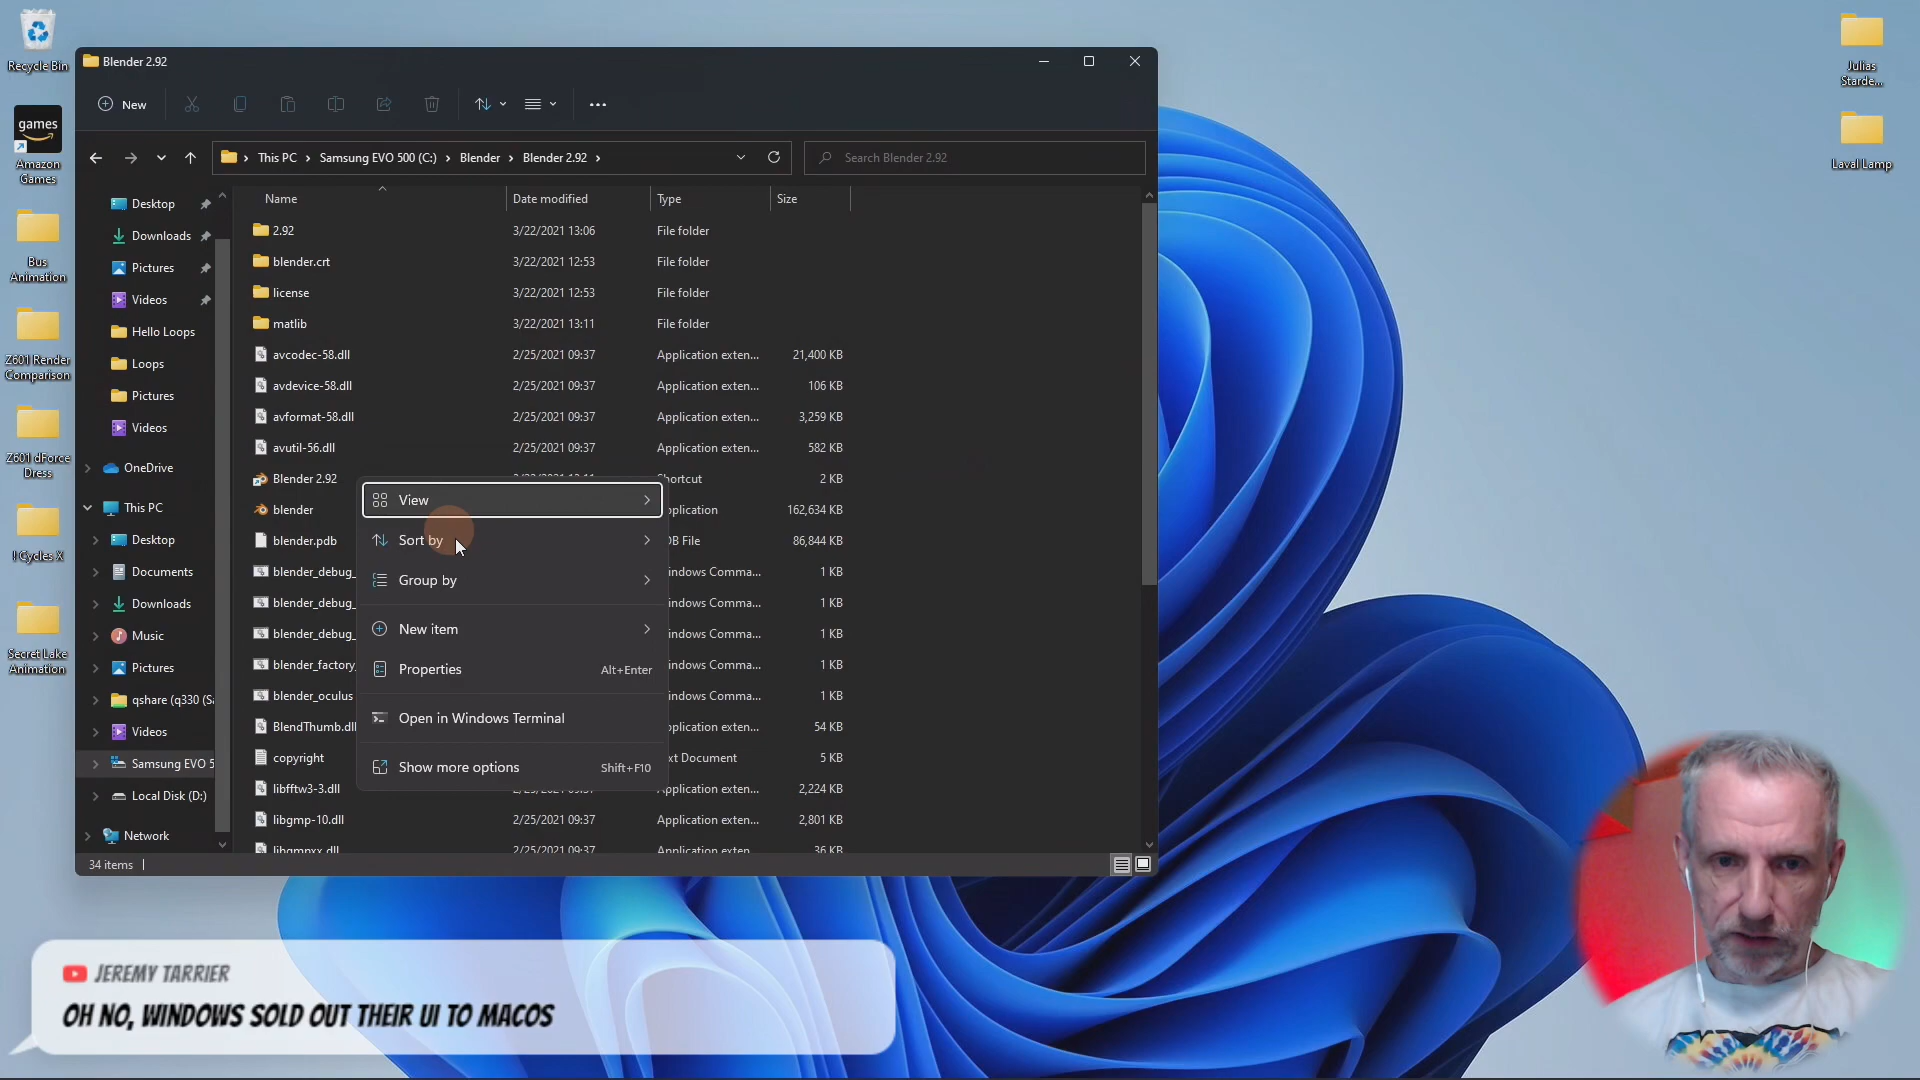 Recycle Bin
games
Amazon
Games
Bus
Animation
Z601 Render
Comparison
Z601 dForce
Dress
! Cycles X
Secret Lake
Animation
Julias
Starde...
Laval Lamp
Blender 2.92
New
This PC > Samsung EVO 500 (C:) > Blender > Blender 2.92 >
Search Blender 2.92
Desktop
Downloads
Pictures
Videos
Hello Loops
Loops
Pictures
Videos
OneDrive
This PC
Desktop
Documents
Downloads
Music
Pictures
qshare (q330 (Sa
Videos
Samsung EVO 5
Local Disk (D:)
Network
Name Date modified Type Size
2.92 3/22/2021 13:06 File folder
blender.crt 3/22/2021 12:53 File folder
license 3/22/2021 12:53 File folder
matlib 3/22/2021 13:11 File folder
avcodec-58.dll 2/25/2021 09:37 Application exten... 21,400 KB
avdevice-58.dll 2/25/2021 09:37 Application exten... 106 KB
avformat-58.dll 2/25/2021 09:37 Application exten... 3,259 KB
avutil-56.dll 2/25/2021 09:37 Application exten... 582 KB
Blender 2.92 hortcut 2 KB
blender plication 162,634 KB
blender.pdb DB File 86,844 KB
blender_debug_ indows Comma... 1 KB
blender_debug_ indows Comma... 1 KB
blender_debug_ indows Comma... 1 KB
blender_factory_ indows Comma... 1 KB
blender_oculus indows Comma... 1 KB
BlendThumb.dll plication exten... 54 KB
copyright xt Document 5 KB
libfftw3-3.dll 2/25/2021 09:37 Application exten... 2,224 KB
libgmp-10.dll 2/25/2021 09:37 Application exten... 2,801 KB
libgmpxx.dll 2/25/2021 09:37 Application exten... 36 KB
View
Sort by
Group by
New item
Properties Alt+Enter
Open in Windows Terminal
Show more options Shift+F10
34 items
JEREMY TARRIER
OH NO, WINDOWS SOLD OUT THEIR UI TO MACOS